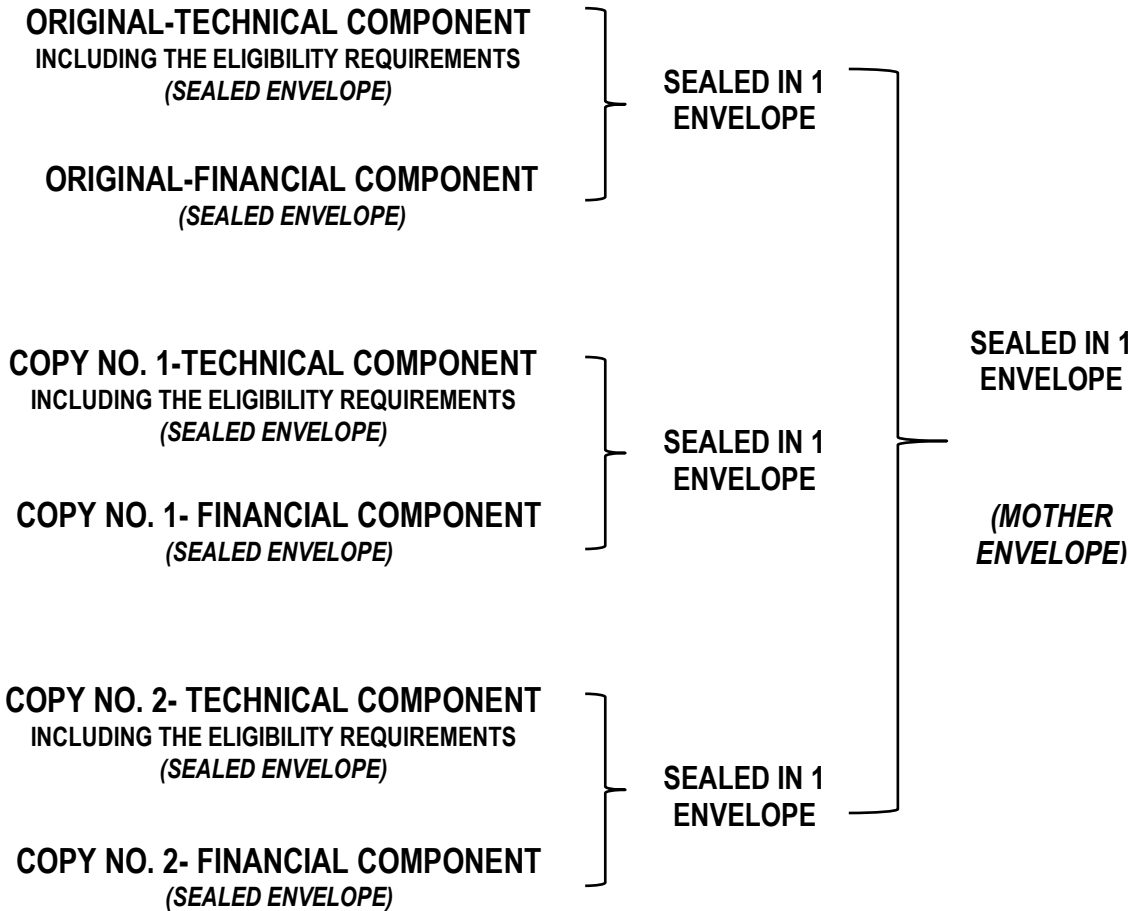 ORIGINAL-TECHNICAL COMPONENT
INCLUDING THE ELIGIBILITY REQUIREMENTS
(SEALED ENVELOPE)
SEALED IN 1
ENVELOPE
ORIGINAL-FINANCIAL COMPONENT
(SEALED ENVELOPE)
COPY NO. 1-TECHNICAL COMPONENT
INCLUDING THE ELIGIBILITY REQUIREMENTS
(SEALED ENVELOPE)
SEALED IN 1
ENVELOPE
COPY NO. 1- FINANCIAL COMPONENT
(SEALED ENVELOPE)
COPY NO. 2- TECHNICAL COMPONENT
INCLUDING THE ELIGIBILITY REQUIREMENTS
(SEALED ENVELOPE)
SEALED IN 1
ENVELOPE
COPY NO. 2- FINANCIAL COMPONENT
(SEALED ENVELOPE)
SEALED IN 1
ENVELOPE
(MOTHER
ENVELOPE)